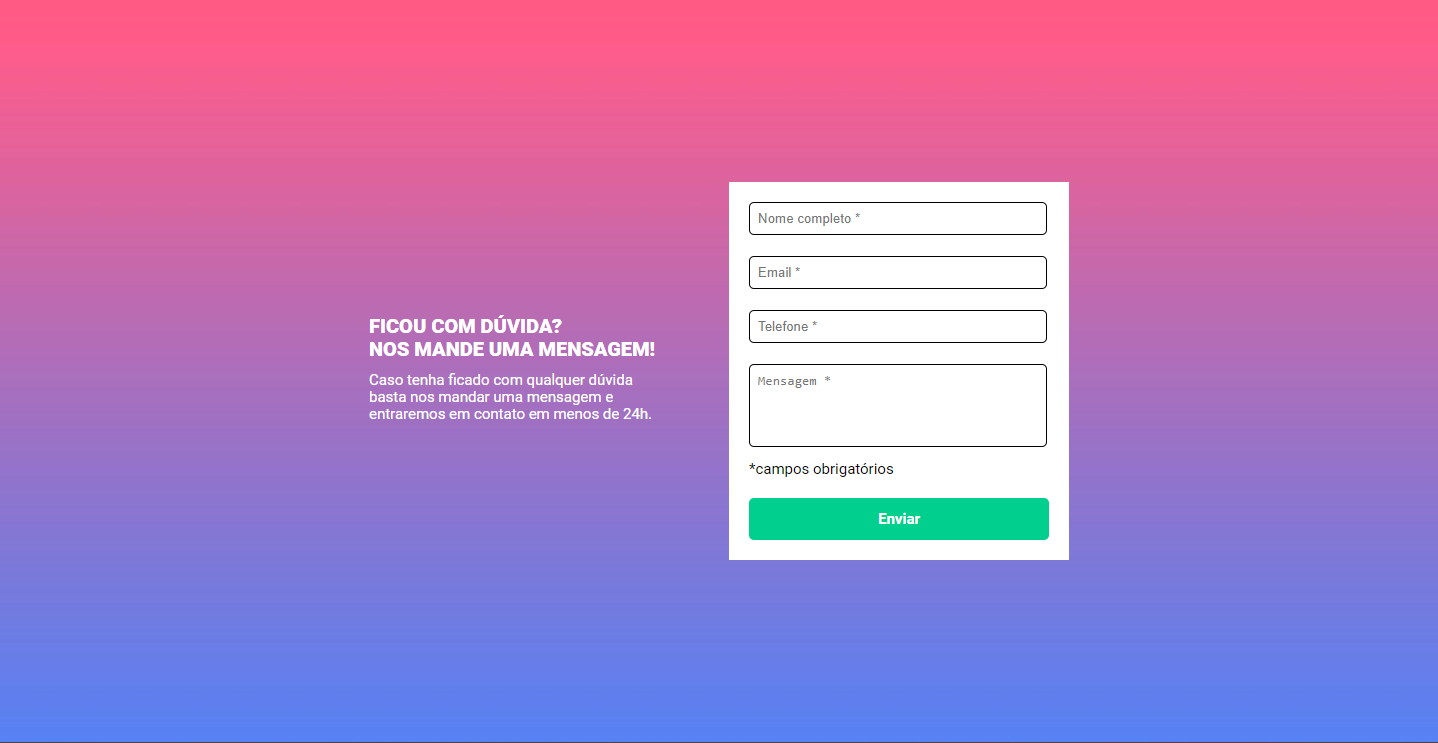 FICOU COM DÚVIDA?
NOS MANDE UMA MENSAGEM!
Caso tenha ficado com qualquer dúvida
basta nos mandar uma mensagem e
entraremos em contato em menos de 24h.
Nome completo *
Email *
Telefone *
Mensagem *
*campos obrigatórios
Enviar